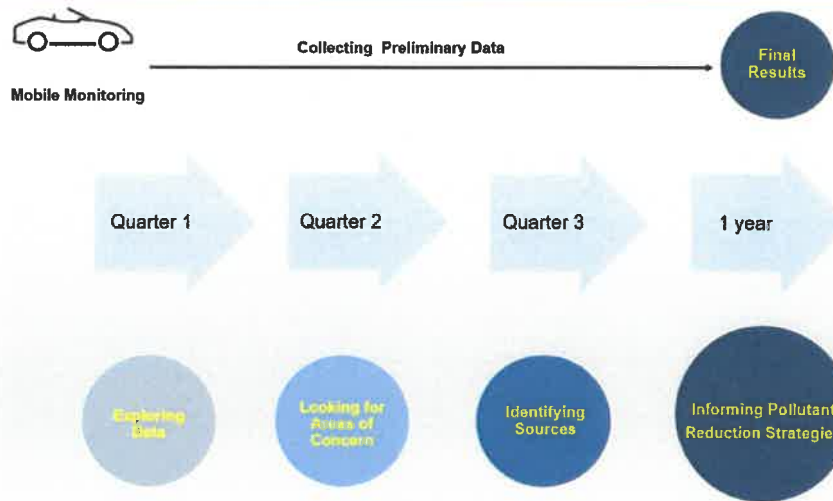 Collecting Preliminary Data
Final
Results
Mobile Monitoring
Quarter 1
Quarter 2
Quarter 3
1 year
Exploring
Data
Looking for
Areas of
Concern
Identifying
Sources
Informing Pollutant
Reduction Strategie